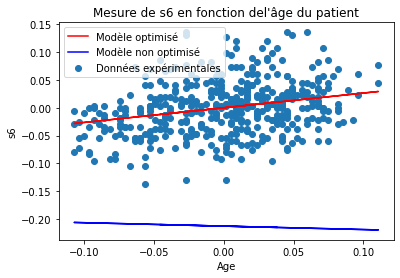 Mesure de s6 en fonction del'âge du patient
Modèle optimisé
Modèle non optimisé
Données expérimentales
0.15
0.10
0.05
0.00
−0.05
−0.10
−0.15
−0.20
s6
−0.10
−0.05
0.00
0.05
0.10
Age